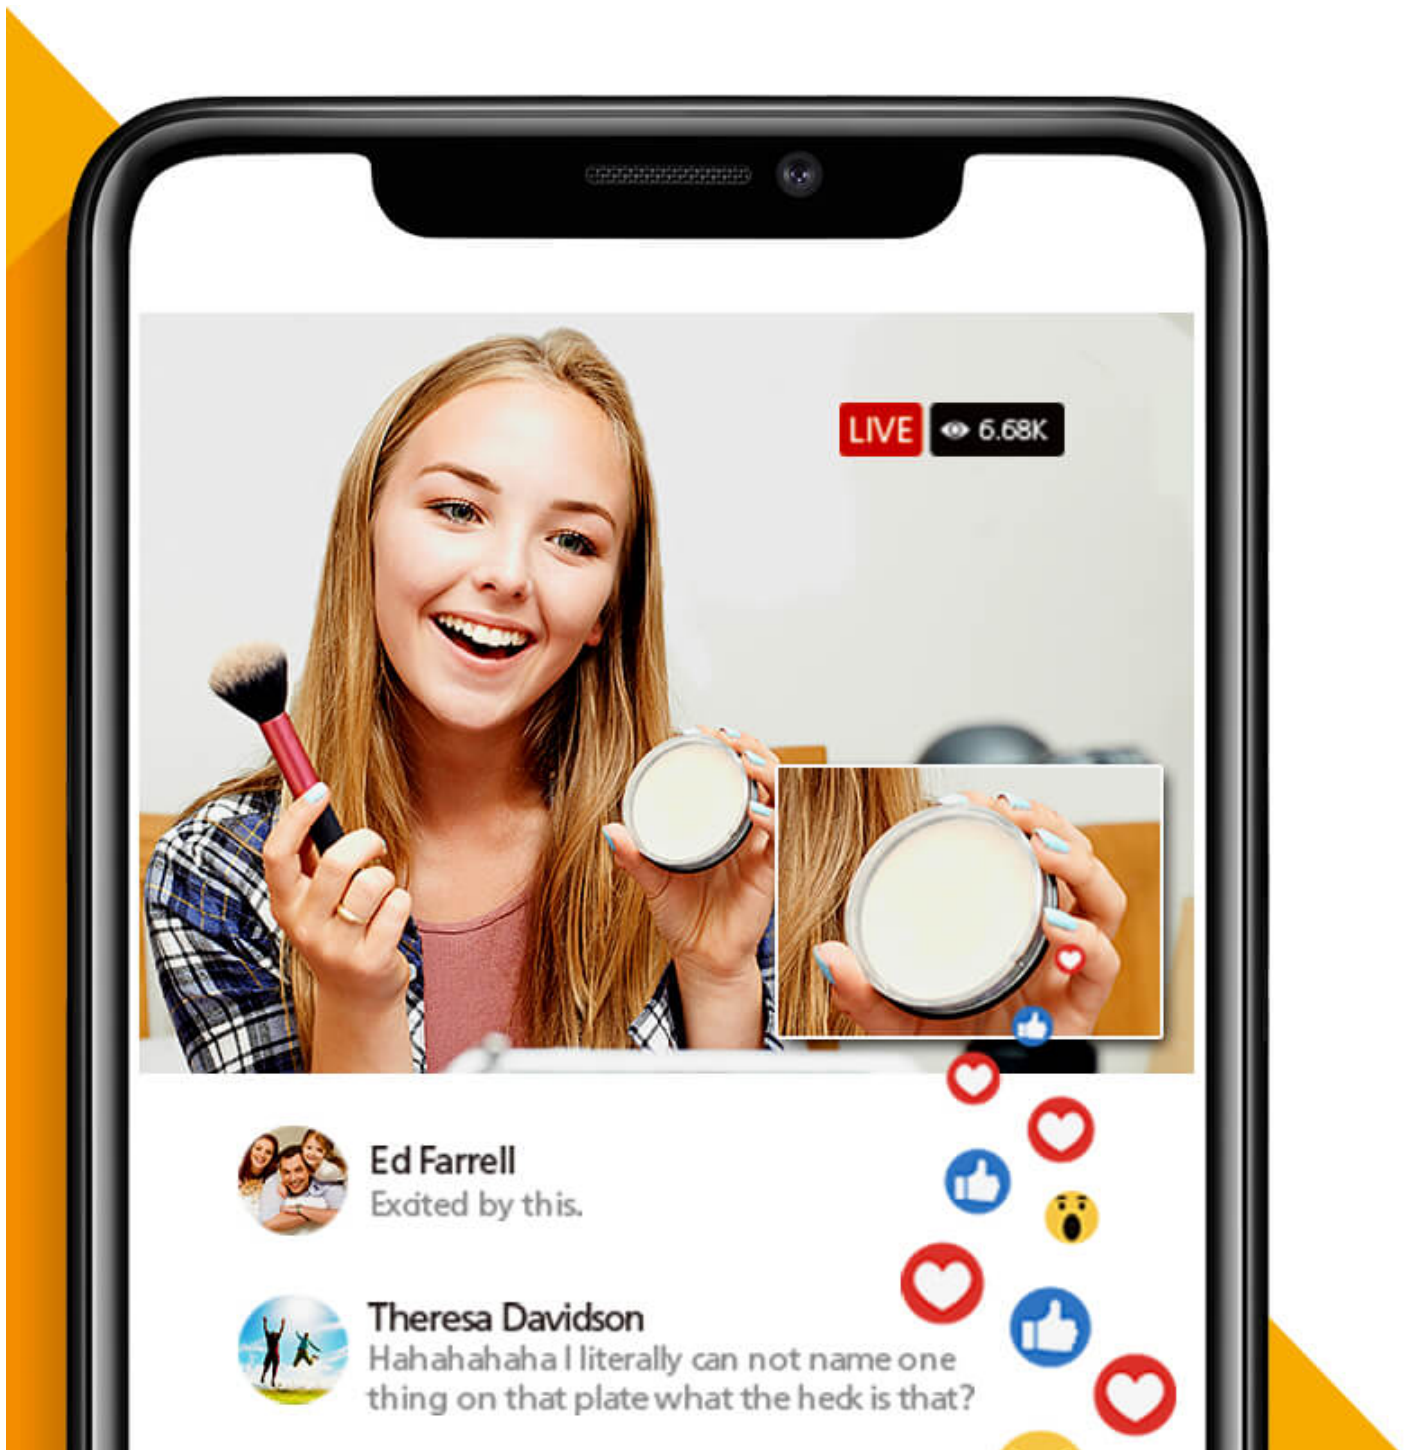 LIVE 6.68K
Ed Farrell
Excited by this.
Theresa Davidson
Hahahahaha I literally can not name one
thing on that plate what the heck is that?